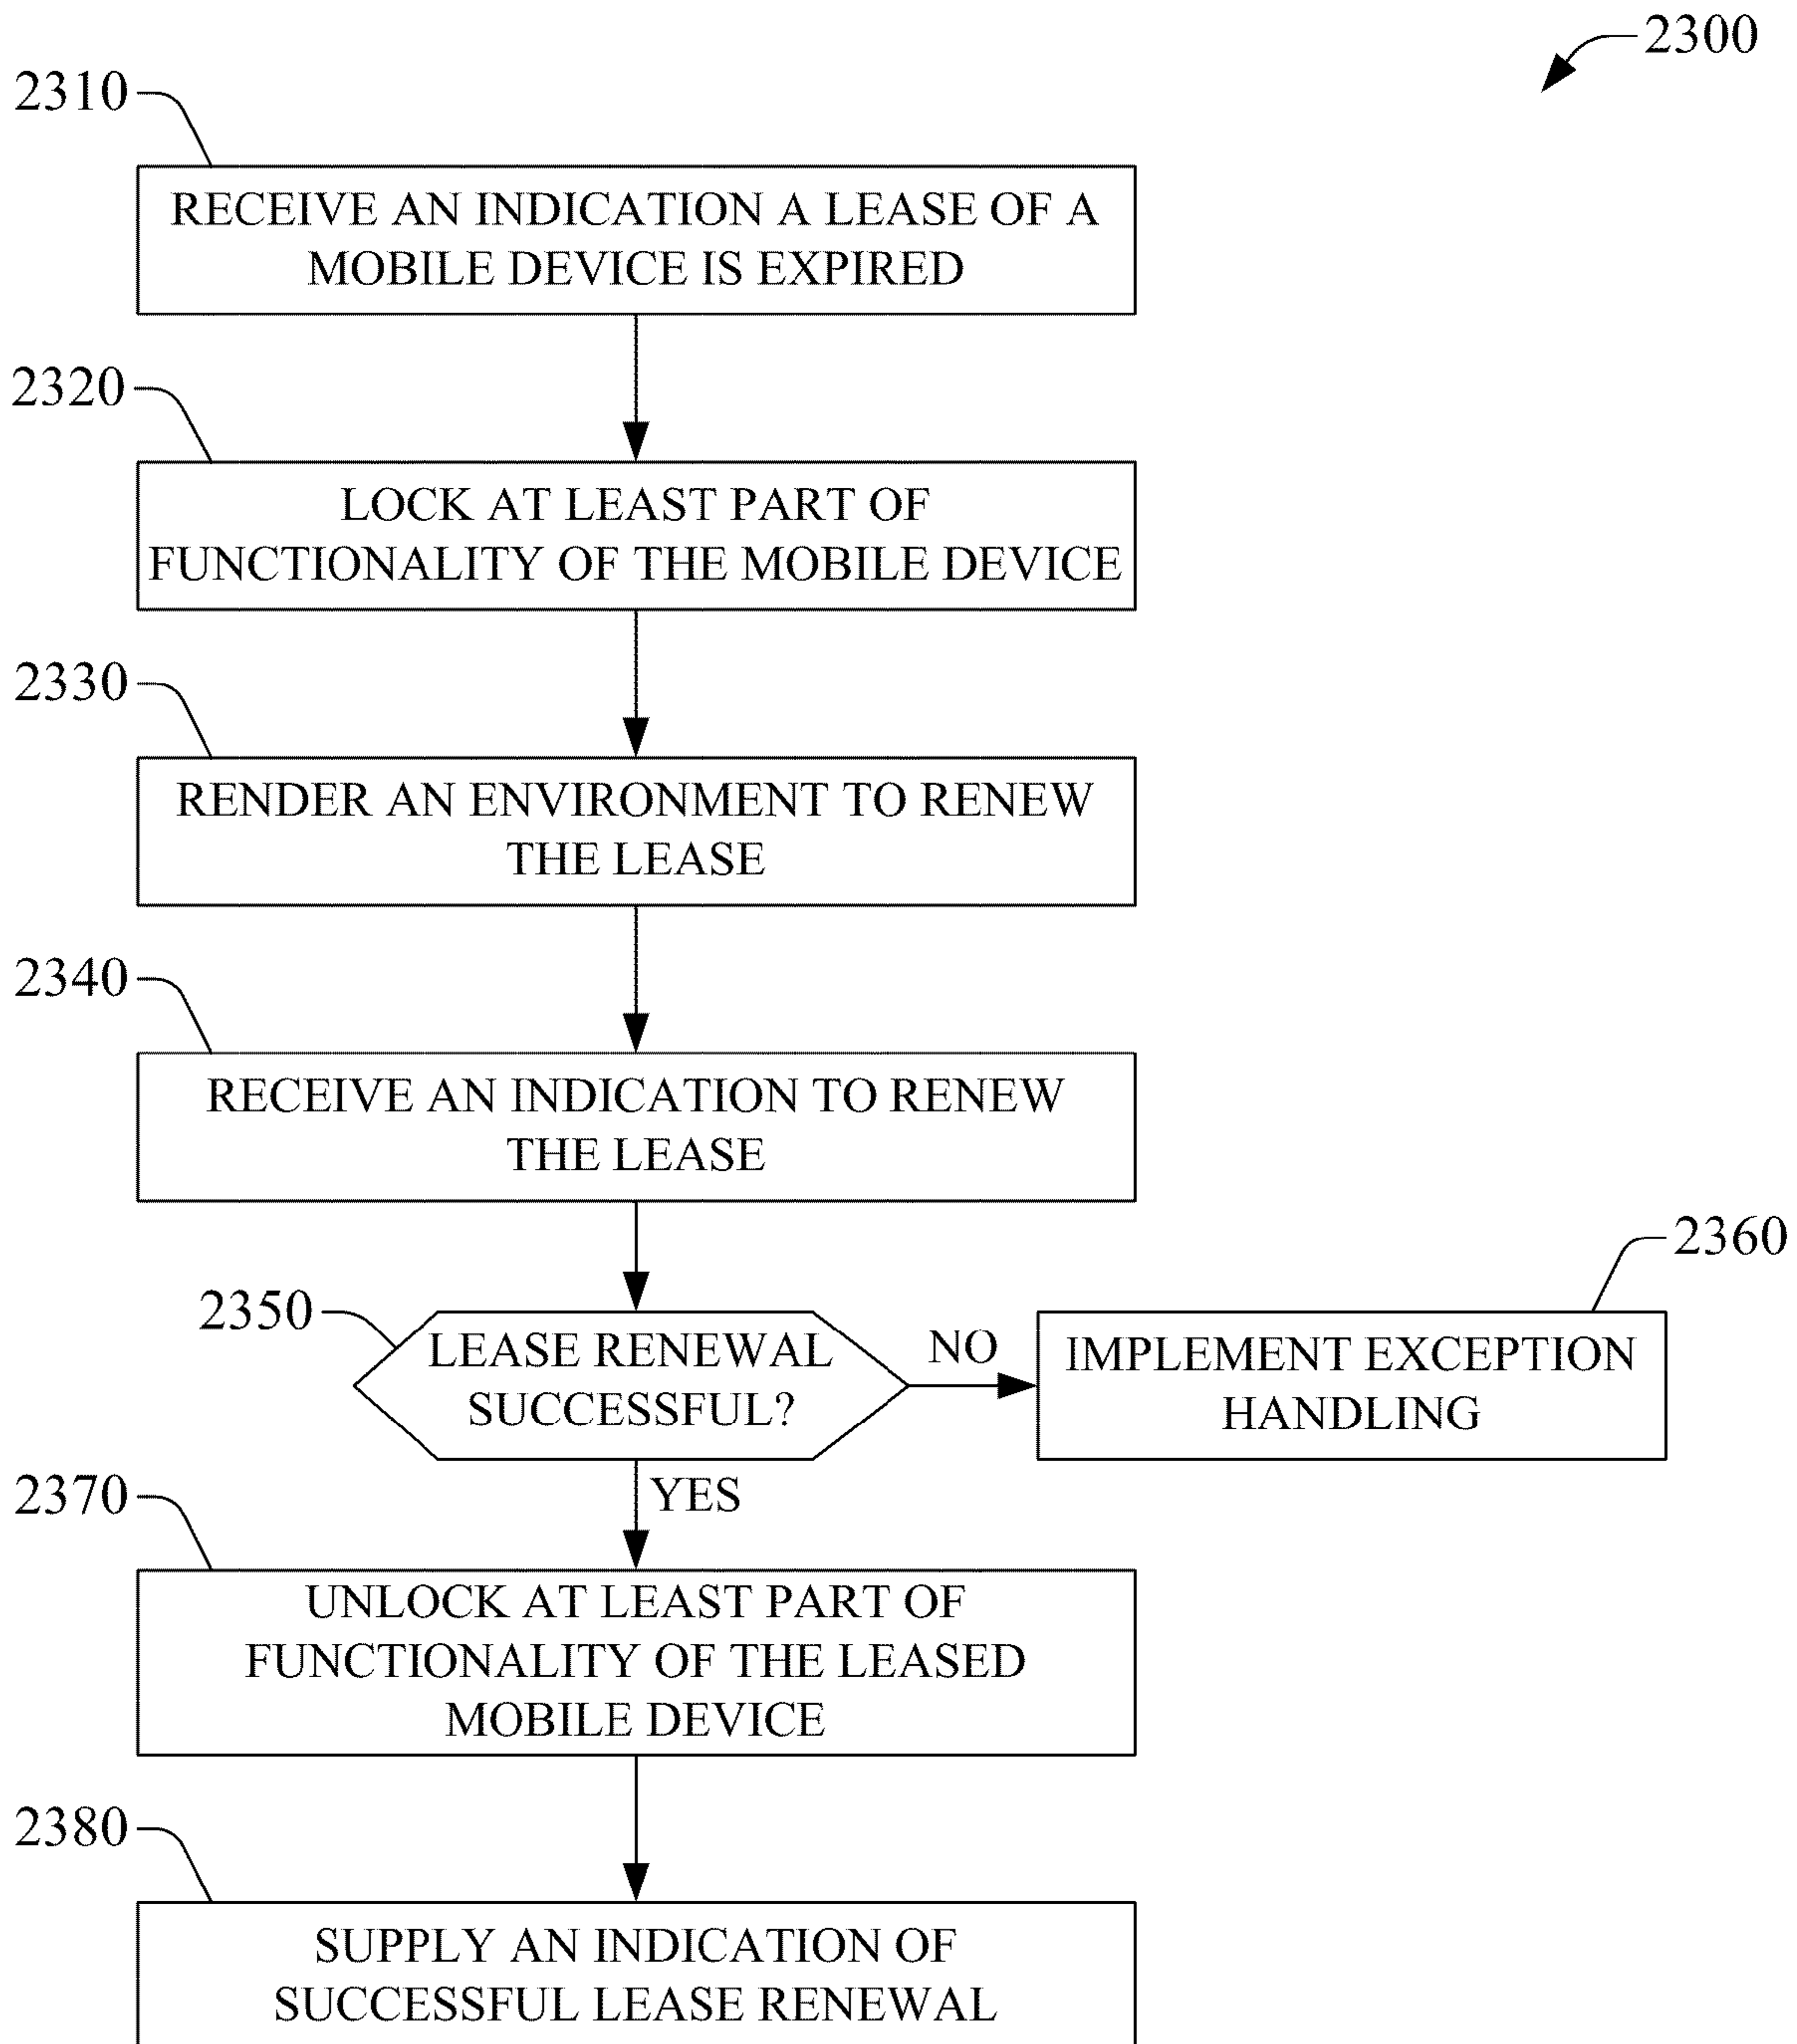 2300
2310
RECEIVE AN INDICATION A LEASE OF A
MOBILE DEVICE IS EXPIRED
2320
LOCK AT LEAST PART OF
FUNCTIONALITY OF THE MOBILE DEVICE
2330
RENDER AN ENVIRONMENT TO RENEW
THE LEASE
2340
RECEIVE AN INDICATION TO RENEW
THE LEASE
2350
LEASE RENEWAL
SUCCESSFUL?
NO
2360
IMPLEMENT EXCEPTION
HANDLING
YES
2370
UNLOCK AT LEAST PART OF
FUNCTIONALITY OF THE LEASED
MOBILE DEVICE
2380
SUPPLY AN INDICATION OF
SUCCESSFUL LEASE RENEWAL